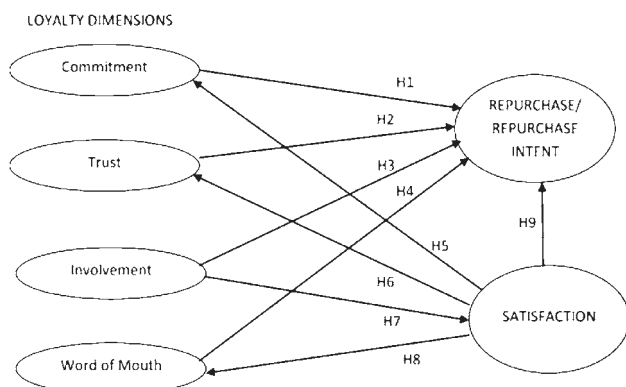 LOYALTY DIMENSIONS
Commitment
H1
REPURCHASE/
REPURCHASE
INTENT
H2
Trust
H3
H4
H9
H5
Involvement
H6
H7
SATISFACTION
H8
Word of Mouth